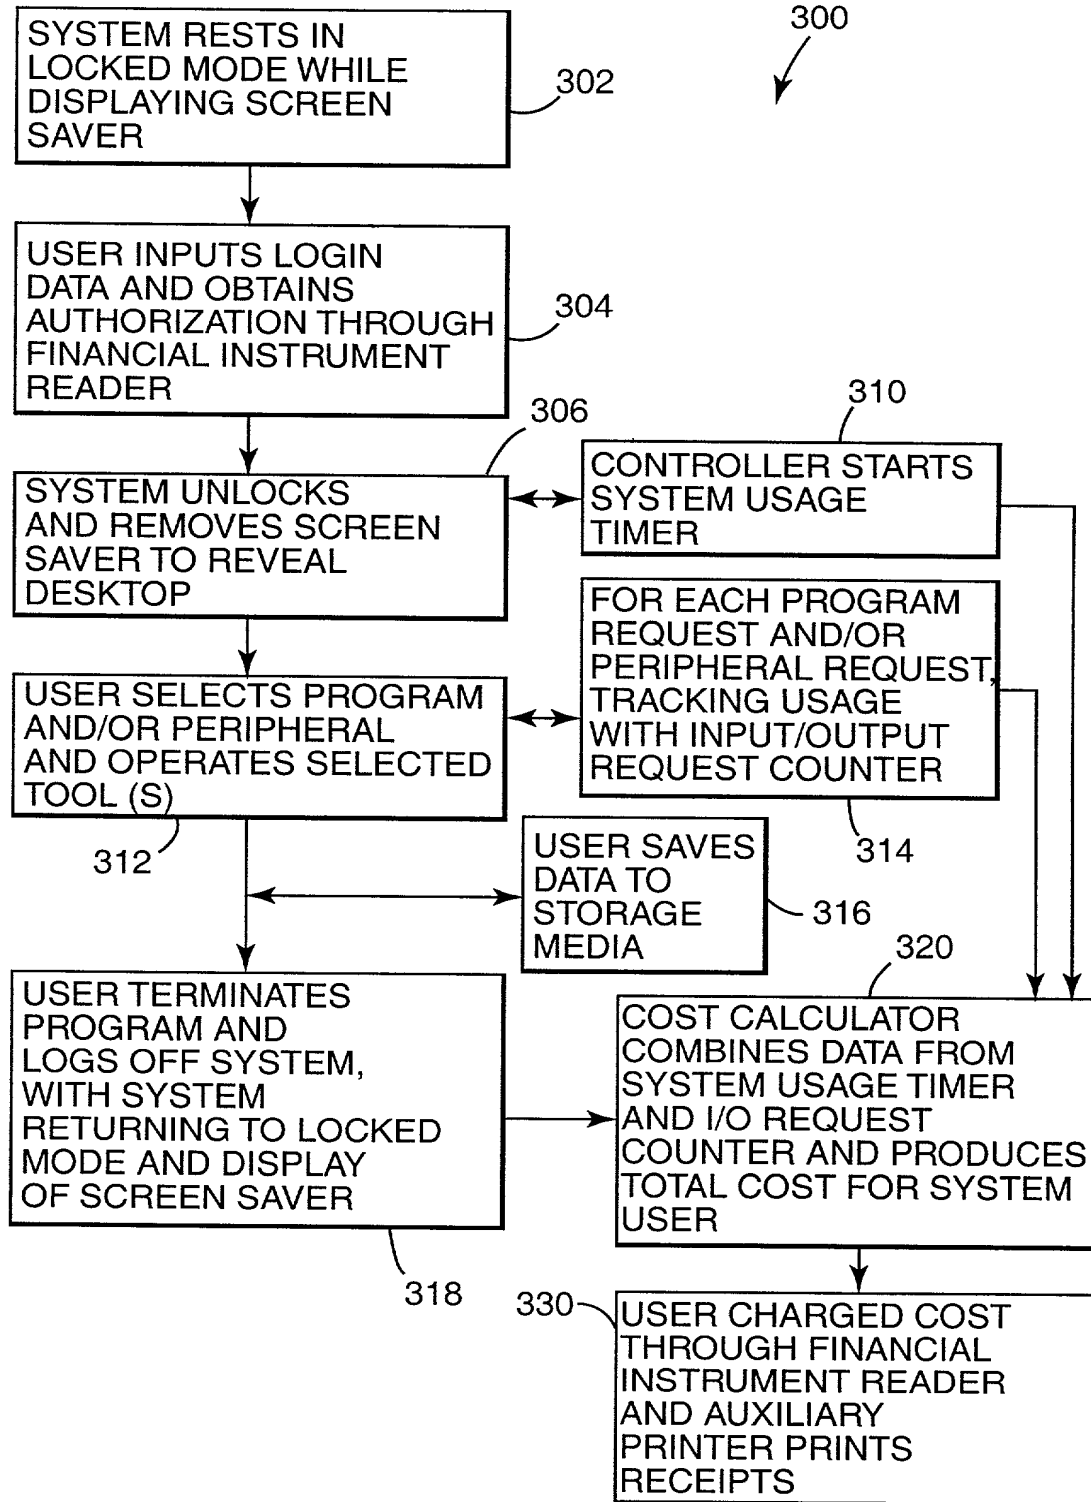 300
SYSTEM RESTS IN
LOCKED MODE WHILE
DISPLAYING SCREEN
SAVER
302
USER INPUTS LOGIN
DATA AND OBTAINS
AUTHORIZATION THROUGH
FINANCIAL INSTRUMENT
READER
304
306
SYSTEM UNLOCKS
AND REMOVES SCREEN
SAVER TO REVEAL
DESKTOP
310
CONTROLLER STARTS
SYSTEM USAGE
TIMER
USER SELECTS PROGRAM
AND/OR PERIPHERAL
AND OPERATES SELECTED
TOOL (S)
312
FOR EACH PROGRAM
REQUEST AND/OR
PERIPHERAL REQUEST,
TRACKING USAGE
WITH INPUT/OUTPUT
REQUEST COUNTER
314
USER SAVES
DATA TO
STORAGE
MEDIA
316
USER TERMINATES
PROGRAM AND
LOGS OFF SYSTEM,
WITH SYSTEM
RETURNING TO LOCKED
MODE AND DISPLAY
OF SCREEN SAVER
318
320
COST CALCULATOR
COMBINES DATA FROM
SYSTEM USAGE TIMER
AND I/O REQUEST
COUNTER AND PRODUCES
TOTAL COST FOR SYSTEM
USER
330
USER CHARGED COST
THROUGH FINANCIAL
INSTRUMENT READER
AND AUXILIARY
PRINTER PRINTS
RECEIPTS